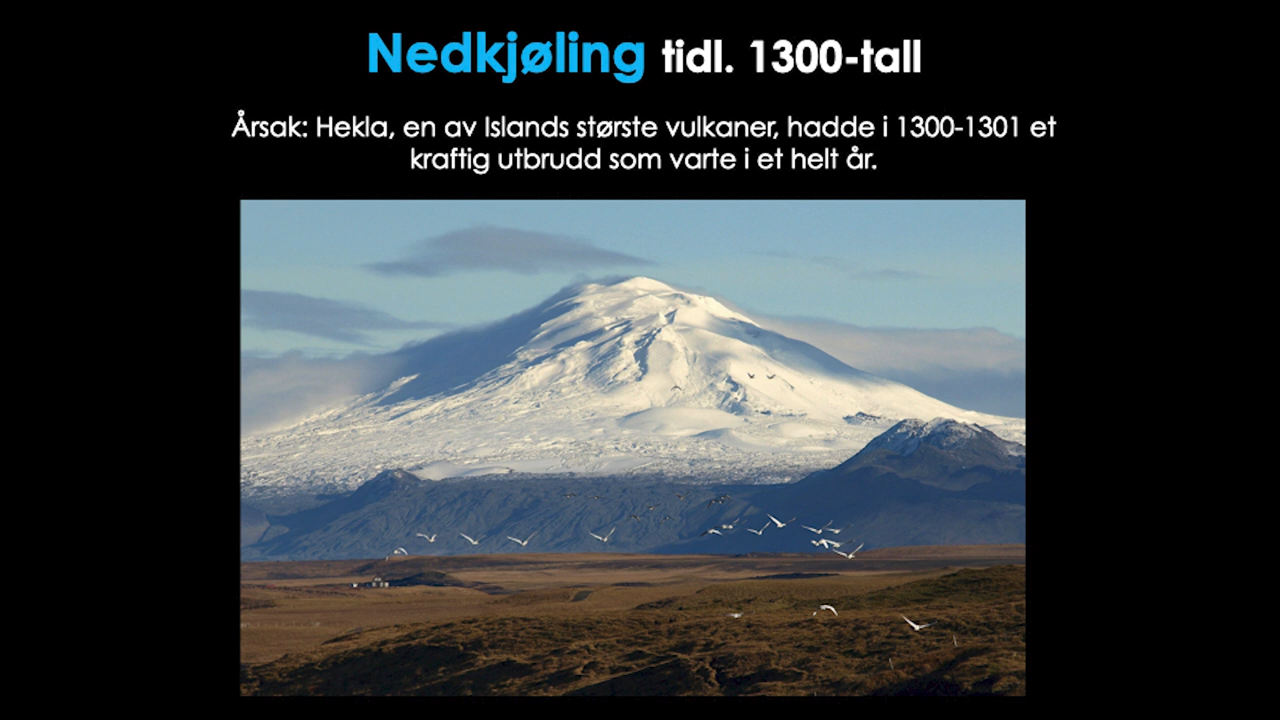 Nedkjøling tidl. 1300-tall
Årsak: Hekla, en av Islands største vulkaner, hadde i 1300-1301 et
kraftig utbrudd som varte i et helt år.